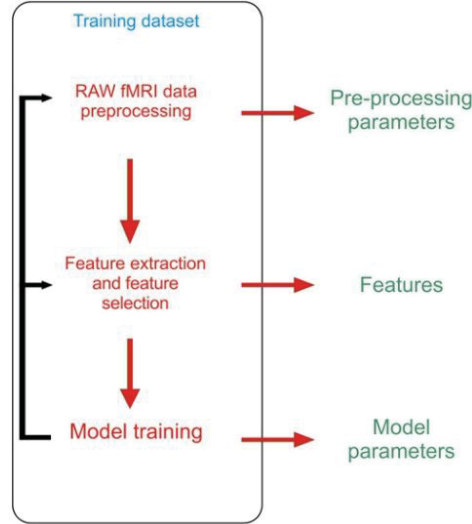 Training dataset
RAW fMRI data
preprocessing
Pre-processing
parameters
Feature extraction
and feature
selection
Features
Model training
Model
parameters